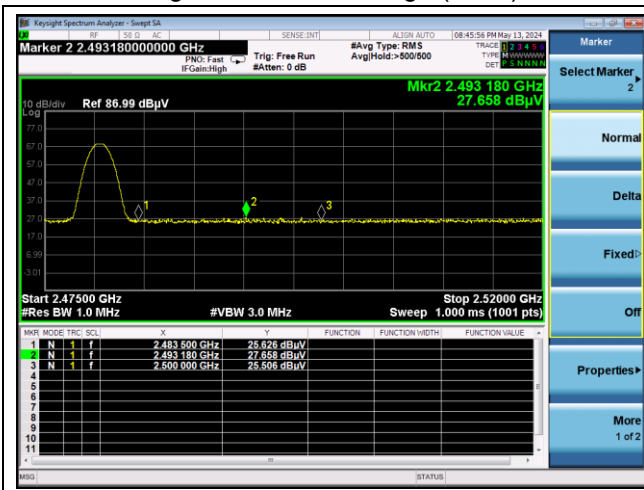 Keysight Spectrum Analyzer - Swept SA
RF 50 Ω AC SENSE:INT ALIGN AUTO 08:45:56 PM May 13, 2024
Marker 2 2.493180000000 GHz
PNO: Fast
IFGain:High
Trig: Free Run
#Atten: 0 dB
#Avg Type: RMS
Avg|Hold:>500/500
TRACE 1 2 3 4 5 6
TYPE M WWWWW
DET P S N N N N
Mkr2 2.493 180 GHz
27.658 dBµV
10 dB/div Ref 86.99 dBµV
Log
77.0
67.0
57.0
47.0
37.0
27.0
17.0
6.99
-3.01
1
2
3
Start 2.47500 GHz Stop 2.52000 GHz
#Res BW 1.0 MHz #VBW 3.0 MHz Sweep 1.000 ms (1001 pts)
MKR MODE TRC SCL X Y FUNCTION FUNCTION WIDTH FUNCTION VALUE
1 N 1 f 2.483 500 GHz 25.626 dBµV
2 N 1 f 2.493 180 GHz 27.658 dBµV
3 N 1 f 2.500 000 GHz 25.506 dBµV
4
5
6
7
8
9
10
11
MSG STATUS
Marker
Select Marker
2
Normal
Delta
Fixed
Off
Properties
More
1 of 2